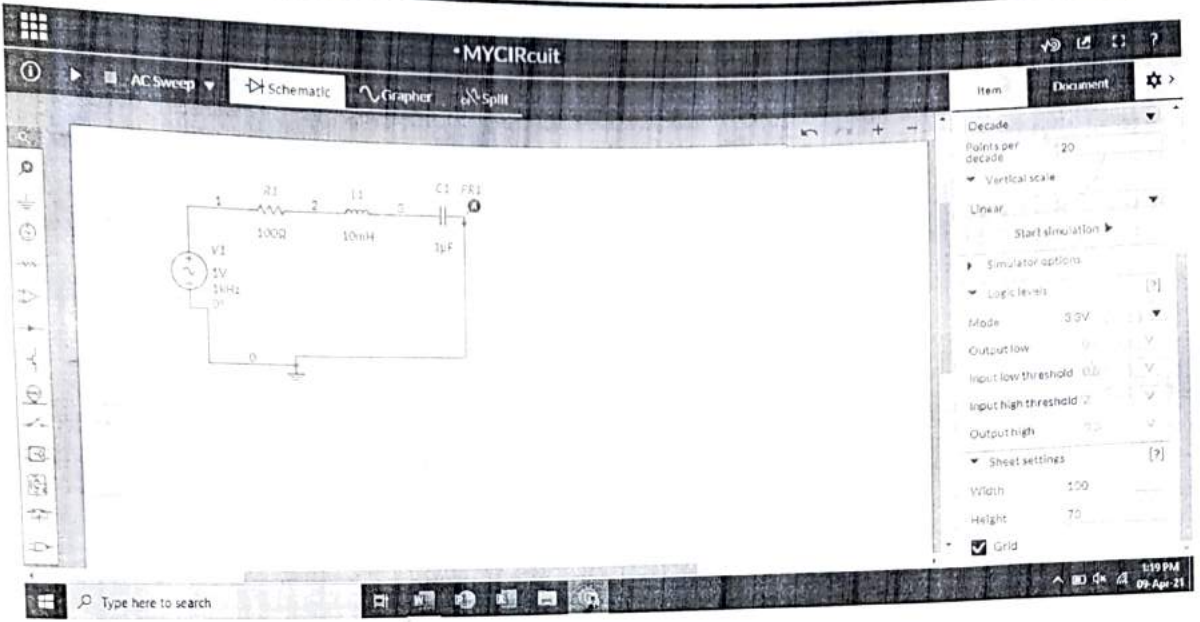 *MYCIRcuit
AC Sweep
Schematic
Grapher
Split
Item
Document
Decade
Points per decade 20
Vertical scale
Linear
Start simulation
Simulator options
Logic levels [?]
Mode 3.3V
Output low V
Input low threshold V
Input high threshold 2 V
Output high V
Sheet settings [?]
Width 100
Height 70
Grid
1 R1 2 L1 3 C1 PR1
100Ω 10mH 1µF
V1
1V
1kHz
0°
0
Type here to search
1:19 PM
09-Apr-21